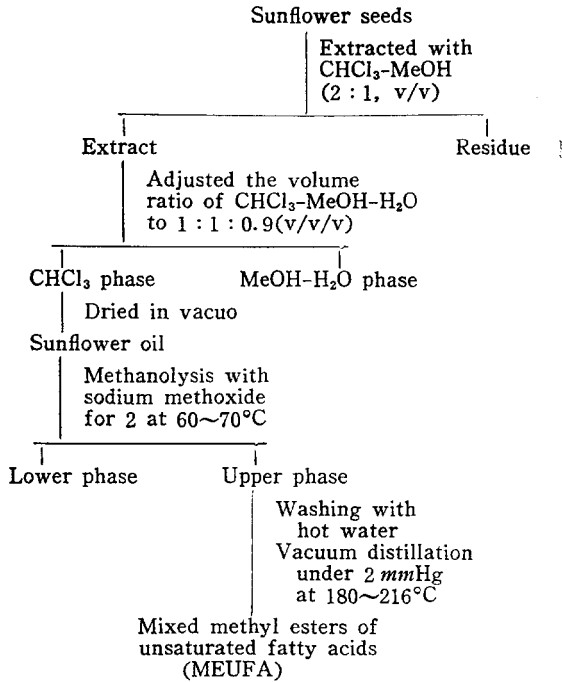 Sunflower seeds
Extracted with
CHCl₃-MeOH
(2 : 1, v/v)
Extract
Residue
Adjusted the volume
ratio of CHCl₃-MeOH-H₂O
to 1 : 1 : 0.9(v/v/v)
CHCl₃ phase
MeOH-H₂O phase
Dried in vacuo
Sunflower oil
Methanolysis with
sodium methoxide
for 2 at 60~70°C
Lower phase
Upper phase
Washing with
hot water
Vacuum distillation
under 2 mmHg
at 180~216°C
Mixed methyl esters of
unsaturated fatty acids
(MEUFA)